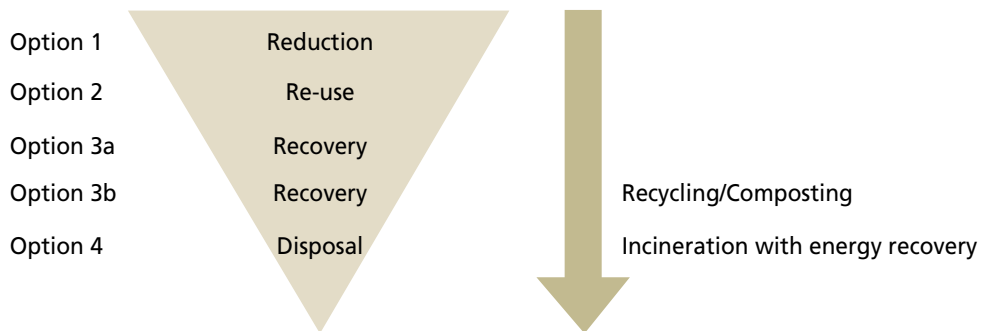 Option 1 Reduction
Option 2 Re-use
Option 3a Recovery
Option 3b Recovery Recycling/Composting
Option 4 Disposal Incineration with energy recovery